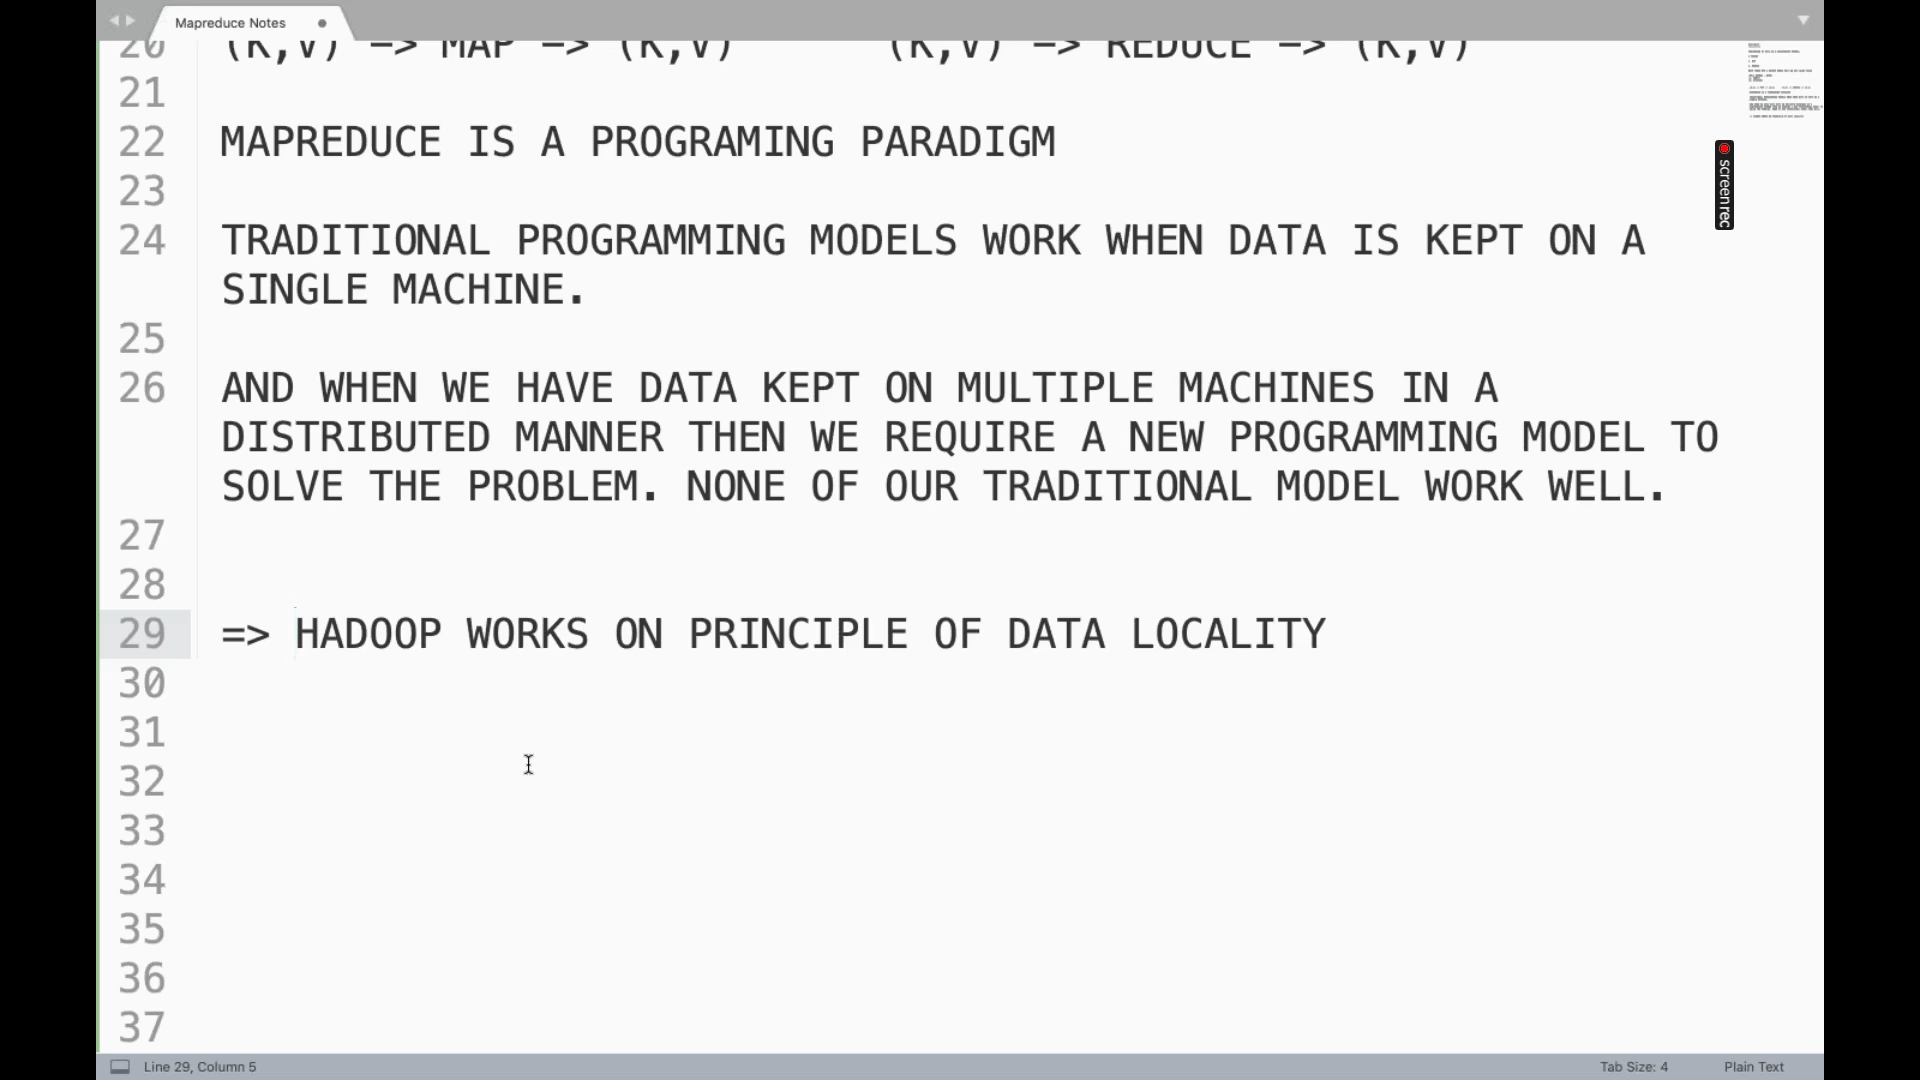 Mapreduce Notes
20 (K,V) => MAP => (K,V) (K,V) => REDUCE => (K,V)
21
22 MAPREDUCE IS A PROGRAMING PARADIGM
23
24 TRADITIONAL PROGRAMMING MODELS WORK WHEN DATA IS KEPT ON A
SINGLE MACHINE.
25
26 AND WHEN WE HAVE DATA KEPT ON MULTIPLE MACHINES IN A
DISTRIBUTED MANNER THEN WE REQUIRE A NEW PROGRAMMING MODEL TO
SOLVE THE PROBLEM. NONE OF OUR TRADITIONAL MODEL WORK WELL.
27
28
29 => HADOOP WORKS ON PRINCIPLE OF DATA LOCALITY
30
31
32
33
34
35
36
37
screenrec
Line 29, Column 5
Tab Size: 4
Plain Text